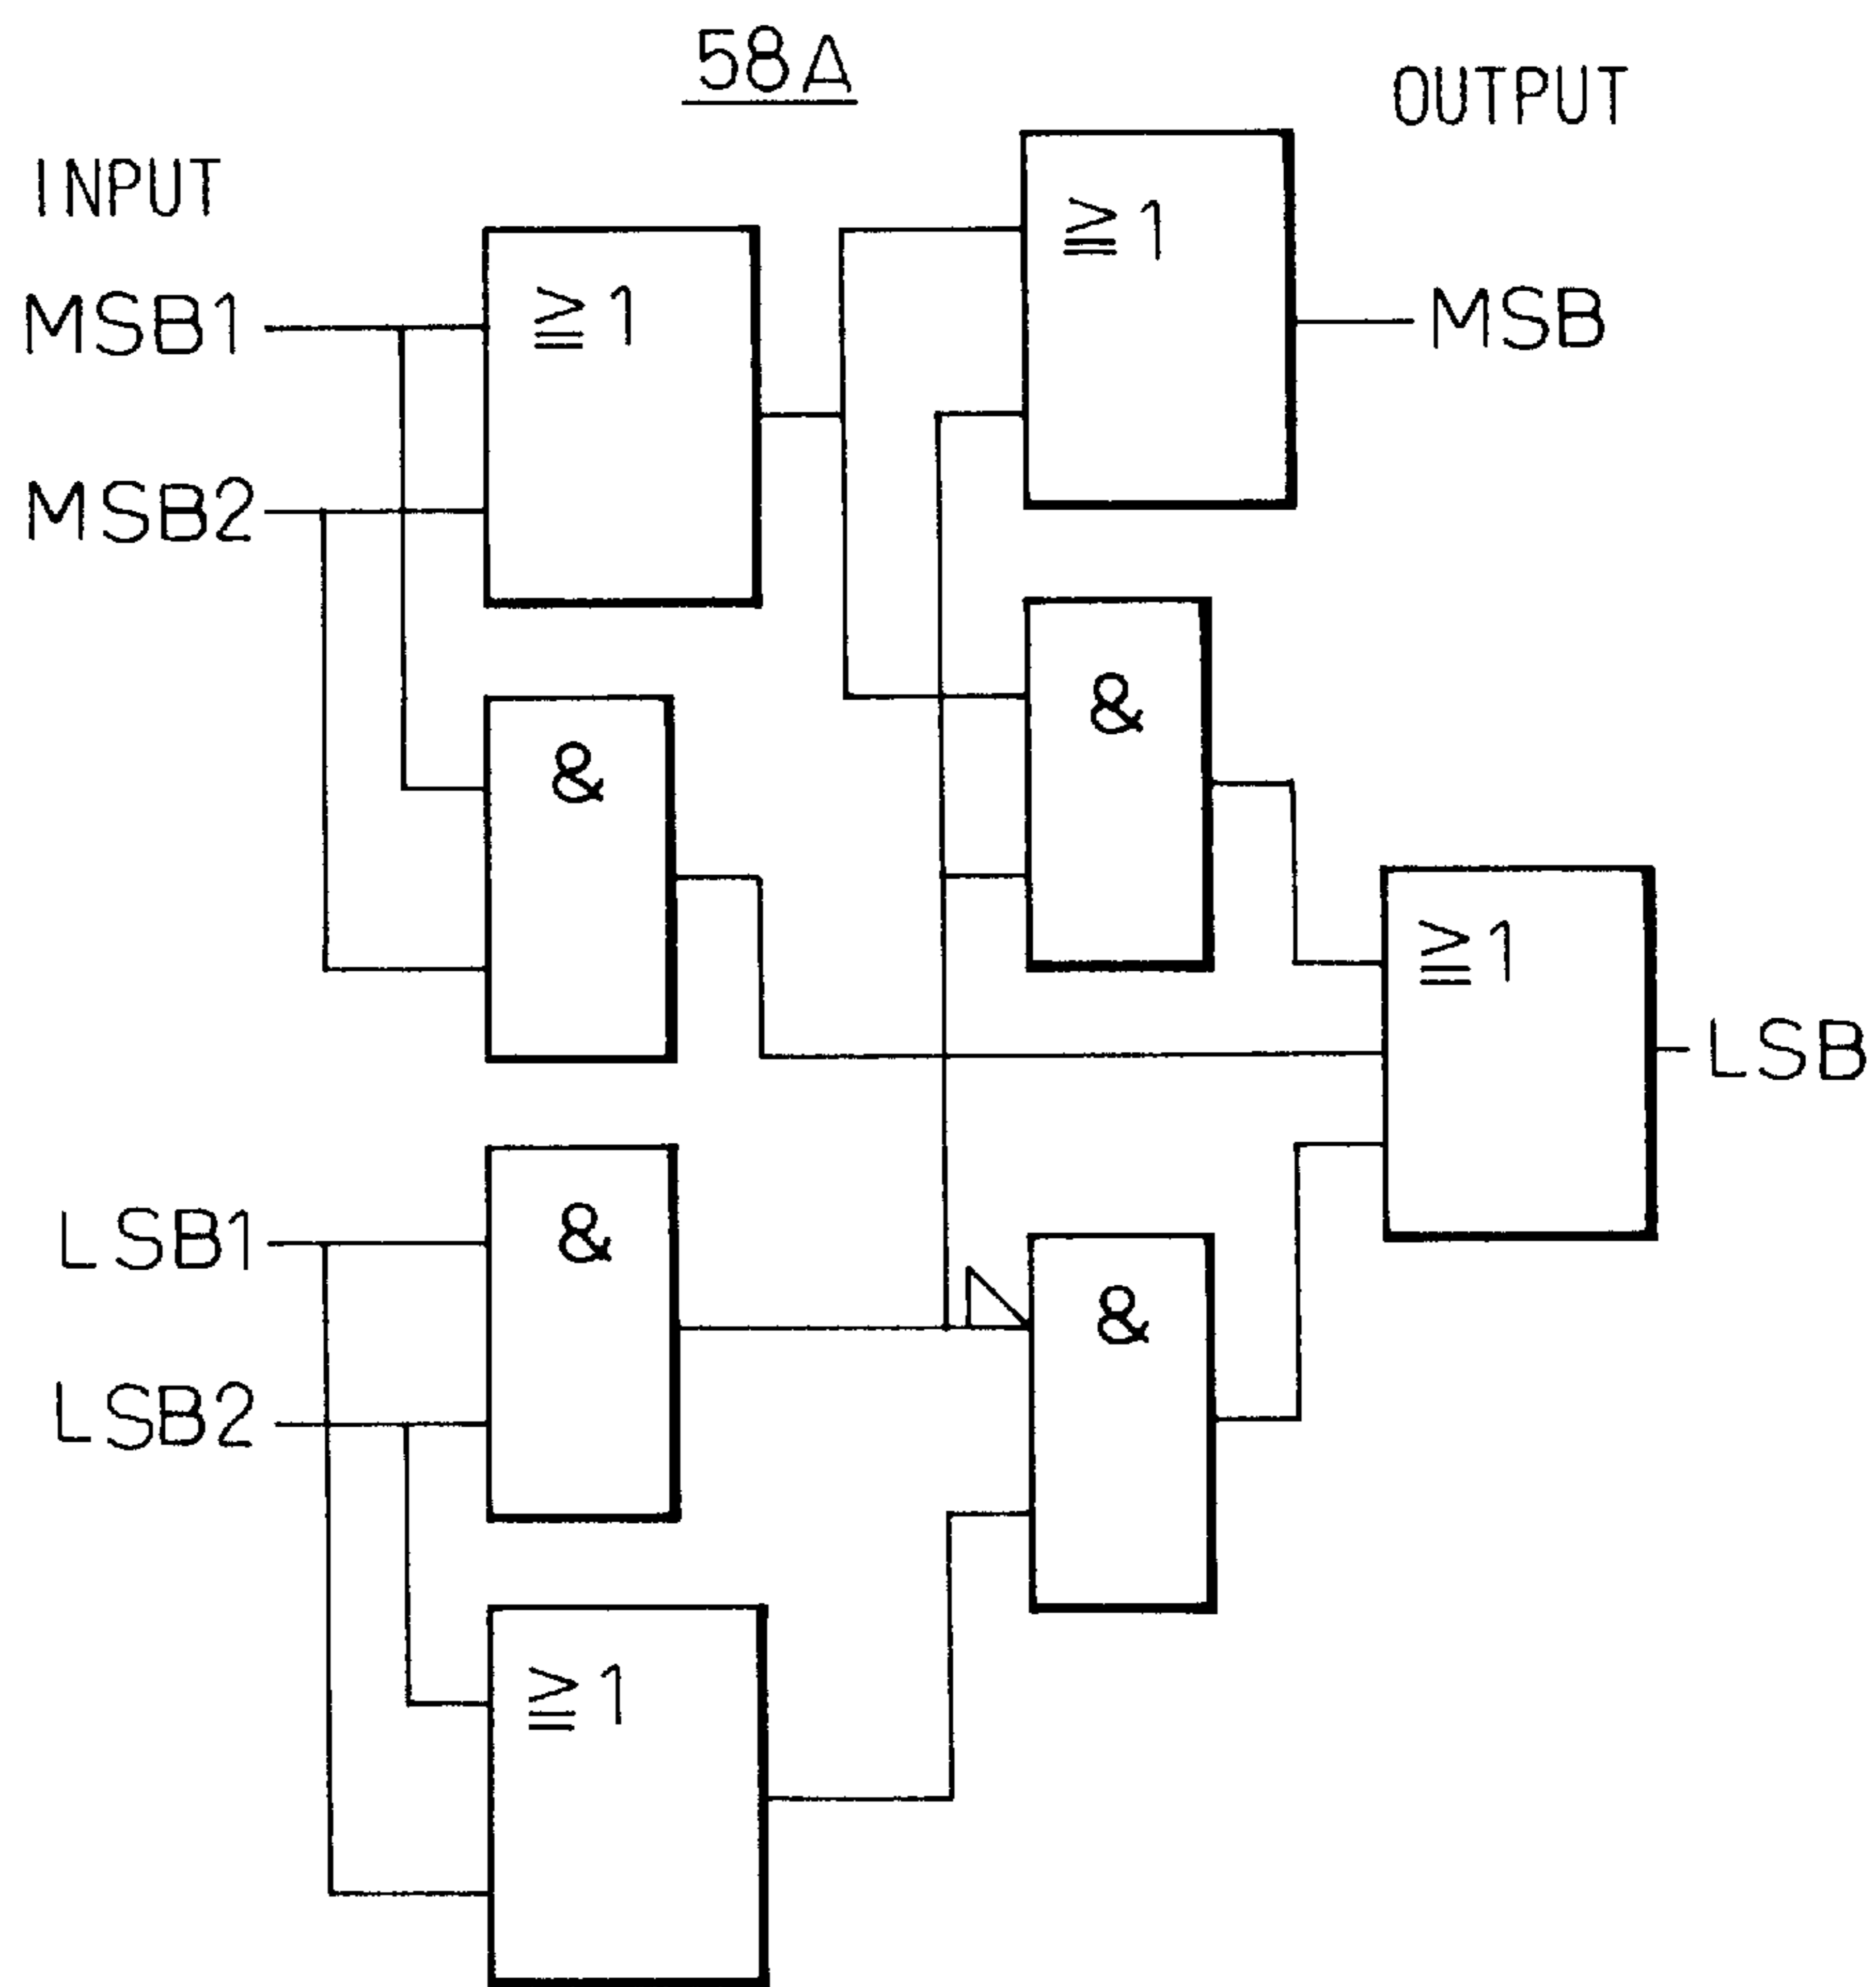 58A
INPUT
OUTPUT
MSB1
MSB2
≧1
≧1
MSB
&
&
≧1
LSB
LSB1
LSB2
&
&
≧1